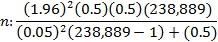 n: (1.96)²(0.5)(0.5)(238,889)
(0.05)²(238,889 − 1) + (0.5)